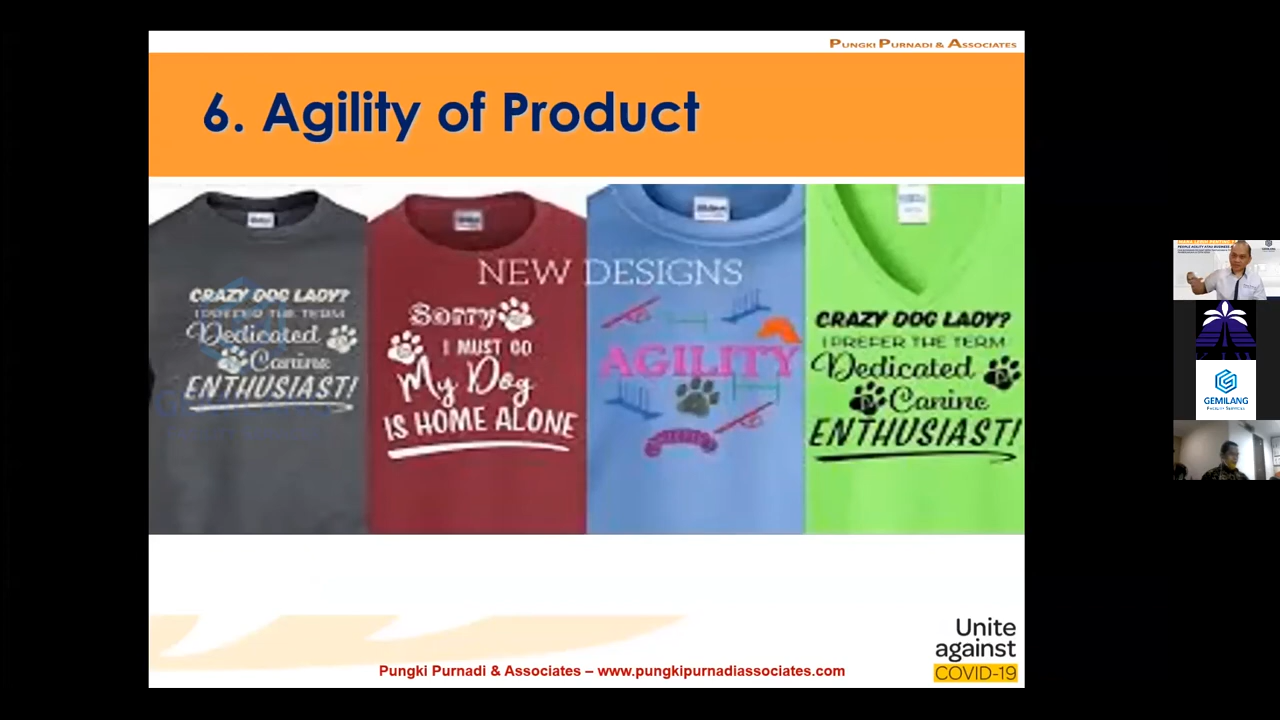 PUNGKI PURNADI & ASSOCIATES
6. Agility of Product
NEW DESIGNS
CRAZY DOG LADY?
I PREFER THE TERM
Dedicated
Canine
ENTHUSIAST!
Sorry
I MUST GO
My Dog
IS HOME ALONE
AGILITY
CRAZY DOG LADY?
I PREFER THE TERM
Dedicated
Canine
ENTHUSIAST!
Unite
against
COVID-19
Pungki Purnadi & Associates – www.pungkipurnadiassociates.com
GEMILANG
FACILITY SERVICES